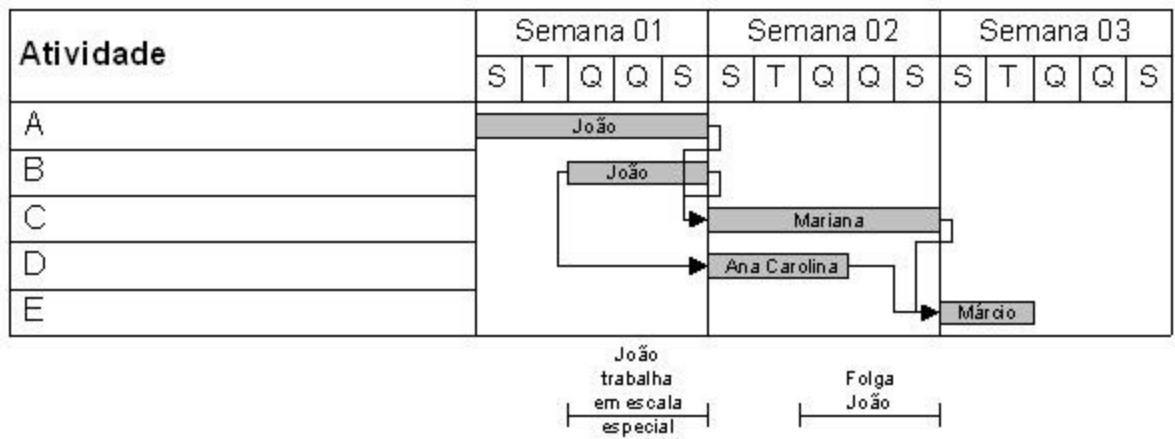 Atividade
Semana 01 Semana 02 Semana 03
S T Q Q S S T Q Q S S T Q Q S
A João
B João
C Mariana
D Ana Carolina
E Márcio
João
trabalha
em escala
especial
Folga
João